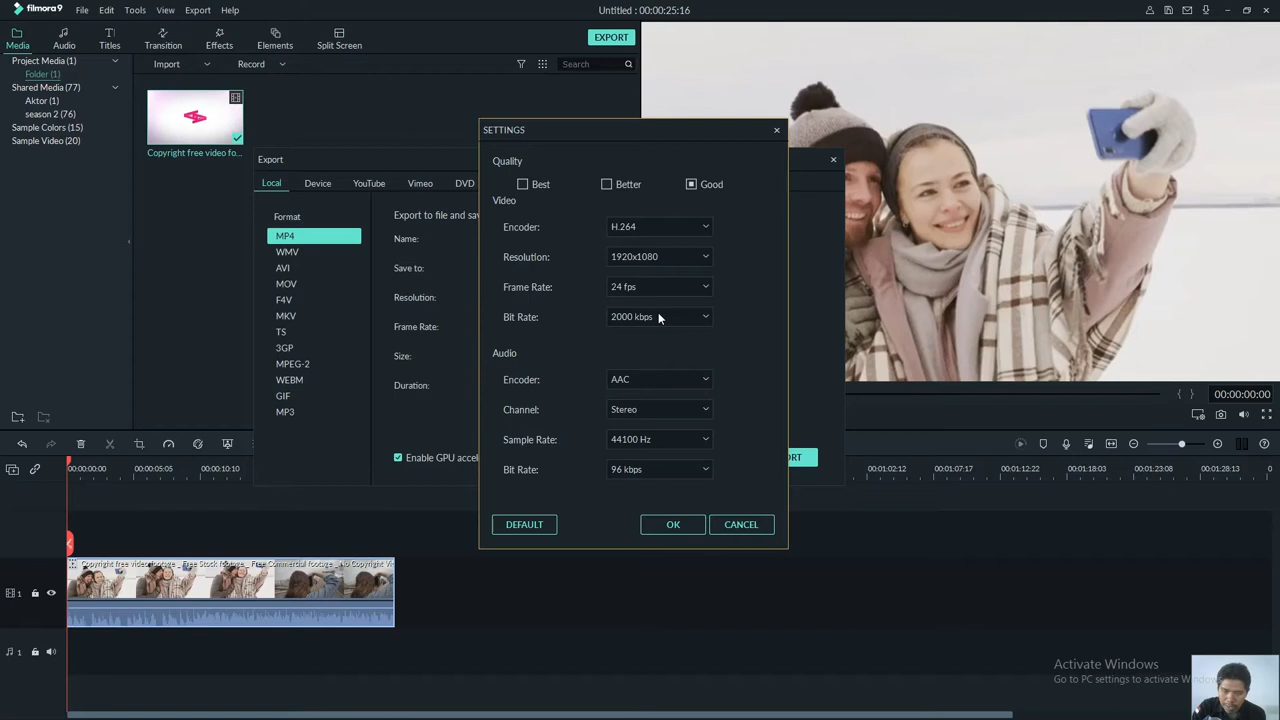 filmora9 File Edit Tools View Export Help Untitled : 00:00:25:16
Media Audio Titles Transition Effects Elements Split Screen EXPORT
Project Media (1)
Folder (1)
Shared Media (77)
Aktor (1)
season 2 (76)
Sample Colors (15)
Sample Video (20)
Import Record Search
Copyright free video fo...
Export
Local Device YouTube Vimeo DVD
Format
MP4
WMV
AVI
MOV
F4V
MKV
TS
3GP
MPEG-2
WEBM
GIF
MP3
Export to file and sav
Name:
Save to:
Resolution:
Frame Rate:
Size:
Duration:
Enable GPU accele
ORT
SETTINGS
Quality
Best Better Good
Video
Encoder: H.264
Resolution: 1920x1080
Frame Rate: 24 fps
Bit Rate: 2000 kbps
Audio
Encoder: AAC
Channel: Stereo
Sample Rate: 44100 Hz
Bit Rate: 96 kbps
DEFAULT OK CANCEL
00:00:00:00
00:00:00:00 00:00:05:05 00:00:10:10 00:01:02:12 00:01:07:17 00:01:12:22 00:01:18:03 00:01:23:08 00:01:28:13 0
Copyright free video footage _ Free Stock footage _ Free Commercial footage _ No Copyright Vi
1
1
Activate Windows
Go to PC settings to activate Windows